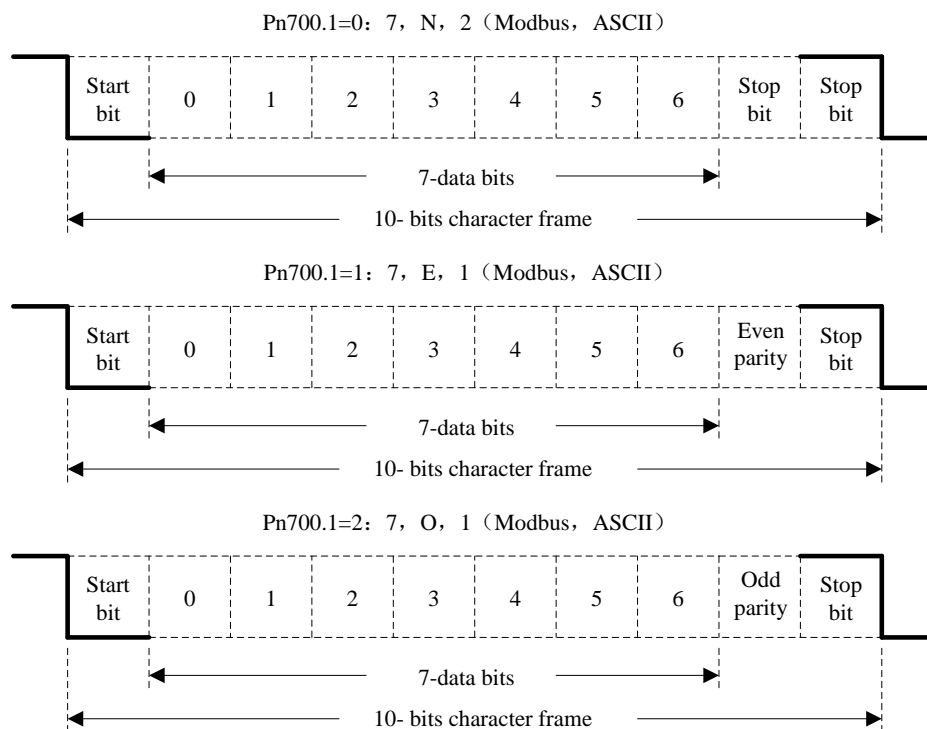 Pn700.1=0：7，N，2（Modbus，ASCII）
Start bit 0 1 2 3 4 5 6 Stop bit Stop bit
7-data bits
10- bits character frame
Pn700.1=1：7，E，1（Modbus，ASCII）
Start bit 0 1 2 3 4 5 6 Even parity Stop bit
7-data bits
10- bits character frame
Pn700.1=2：7，O，1（Modbus，ASCII）
Start bit 0 1 2 3 4 5 6 Odd parity Stop bit
7-data bits
10- bits character frame